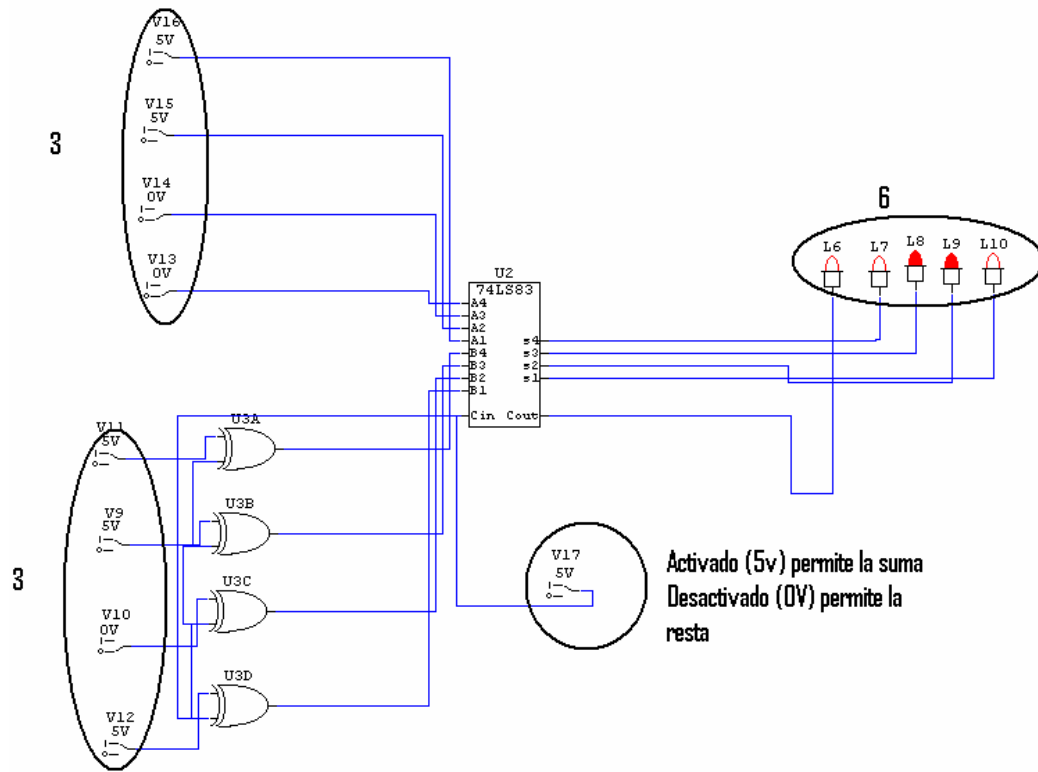 V16
5V
V15
5V
3
V14
0V
V13
0V
6
L6 L7 L8 L9 L10
U2
74LS83
A4
A3
A2
A1
B4 s4
B3 s3
B2 s2
B1 s1
Cin Cout
V11
5V
U3A
V9
5V
U3B
3
V10
0V
U3C
V12
5V
U3D
V17
5V
Activado (5v) permite la suma
Desactivado (0V) permite la
resta